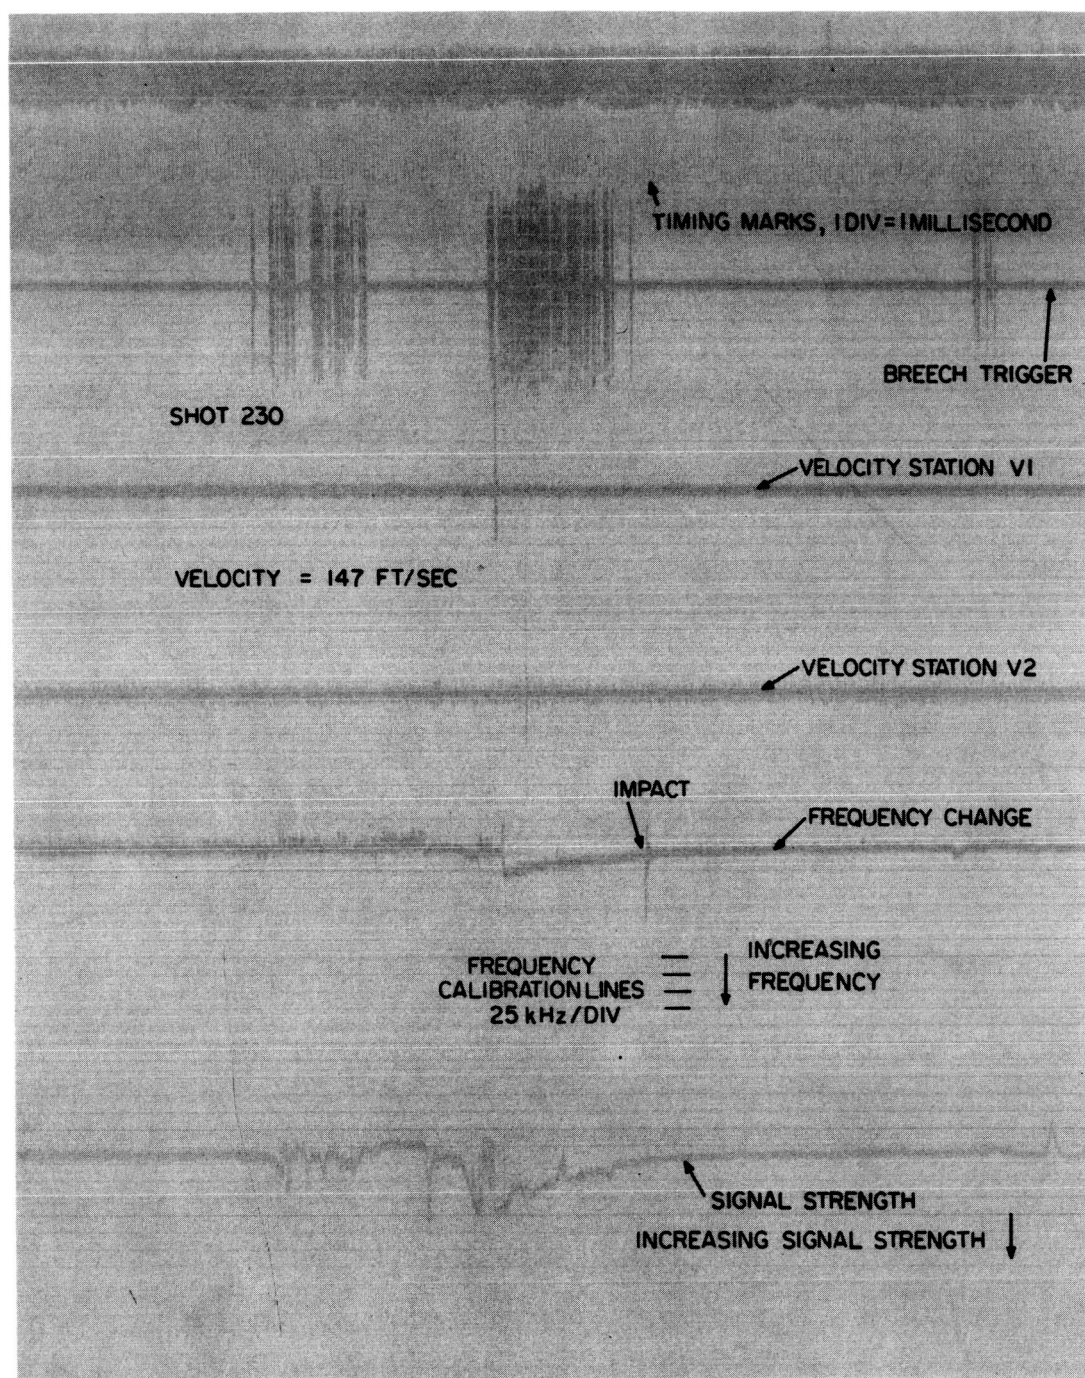 TIMING MARKS, 1 DIV=1 MILLISECOND
BREECH TRIGGER
SHOT 230
VELOCITY STATION V1
VELOCITY = 147 FT/SEC
VELOCITY STATION V2
IMPACT
FREQUENCY CHANGE
FREQUENCY
CALIBRATION LINES
25 kHz/DIV
INCREASING
FREQUENCY
SIGNAL STRENGTH
INCREASING SIGNAL STRENGTH